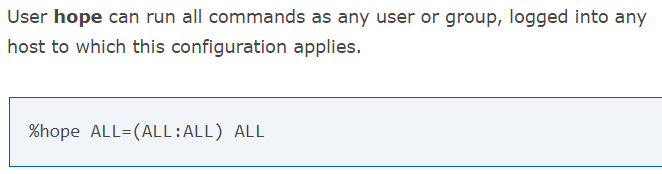 User hope can run all commands as any user or group, logged into any
host to which this configuration applies.
%hope ALL=(ALL:ALL) ALL